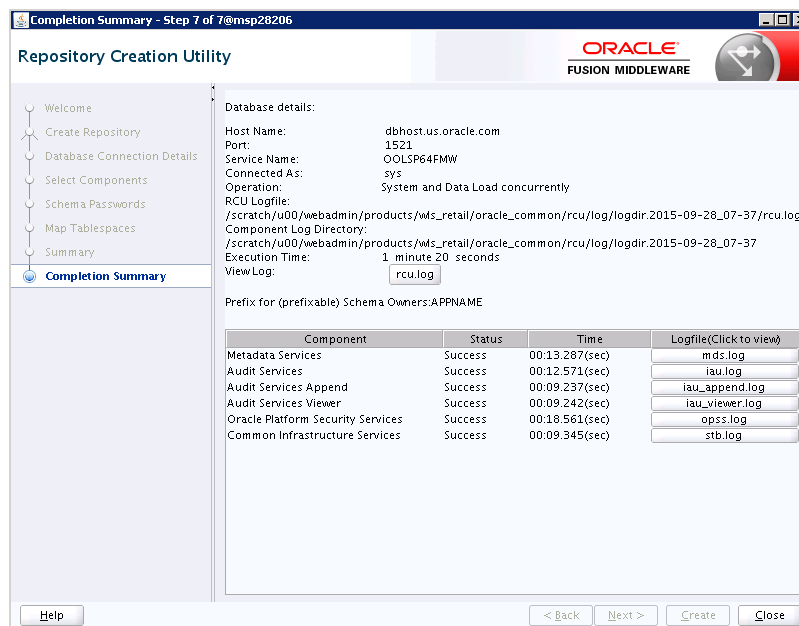 Completion Summary - Step 7 of 7@msp28206
Repository Creation Utility
ORACLE
FUSION MIDDLEWARE
Welcome
Create Repository
Database Connection Details
Select Components
Schema Passwords
Map Tablespaces
Summary
Completion Summary
Database details:
Host Name: dbhost.us.oracle.com
Port: 1521
Service Name: OOLSP64FMW
Connected As: sys
Operation: System and Data Load concurrently
RCU Logfile:
/scratch/u00/webadmin/products/wls_retail/oracle_common/rcu/log/logdir.2015-09-28_07-37/rcu.log
Component Log Directory:
/scratch/u00/webadmin/products/wls_retail/oracle_common/rcu/log/logdir.2015-09-28_07-37
Execution Time: 1 minute 20 seconds
View Log: rcu.log
Prefix for (prefixable) Schema Owners:APPNAME
Component Status Time Logfile(Click to view)
Metadata Services Success 00:13.287(sec) mds.log
Audit Services Success 00:12.571(sec) iau.log
Audit Services Append Success 00:09.237(sec) iau_append.log
Audit Services Viewer Success 00:09.242(sec) iau_viewer.log
Oracle Platform Security Services Success 00:18.561(sec) opss.log
Common Infrastructure Services Success 00:09.345(sec) stb.log
Help < Back Next > Create Close